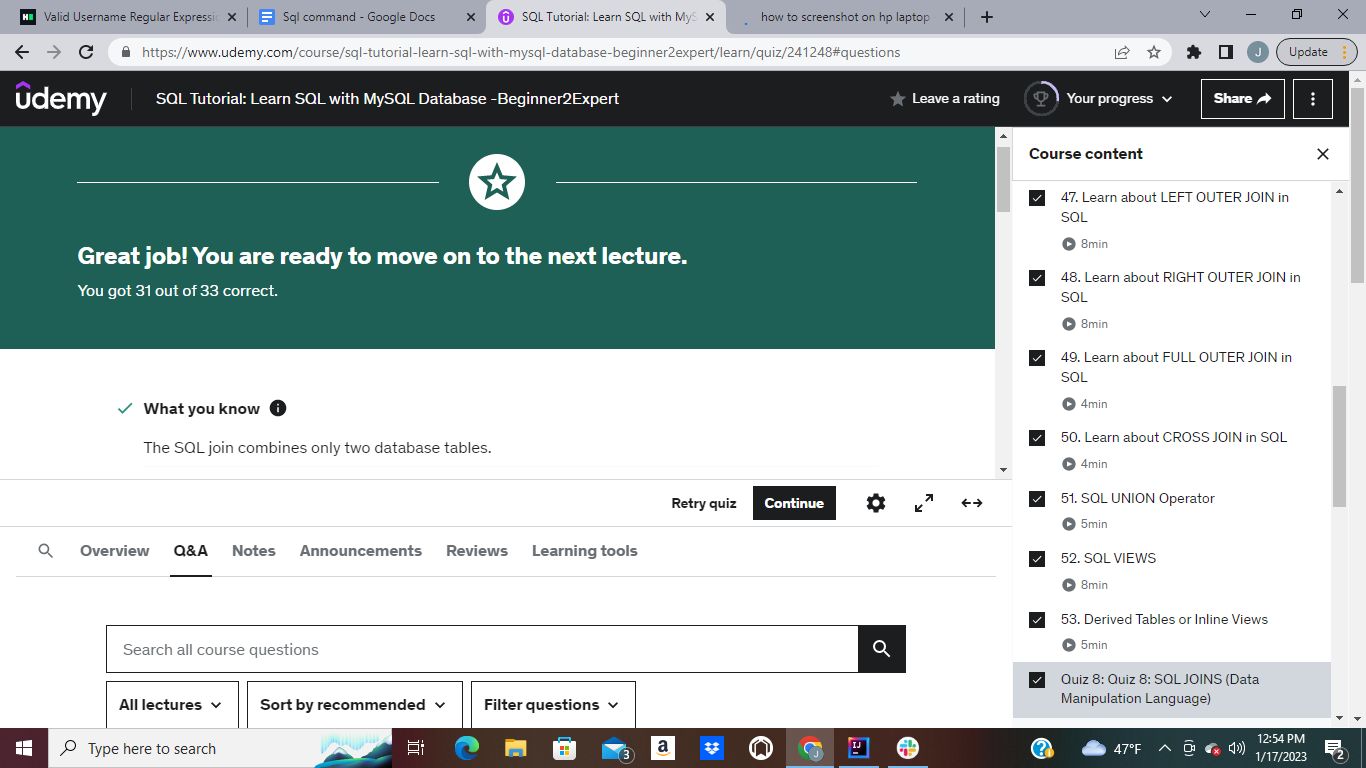 Valid Username Regular Expressi
Sql command - Google Docs
SQL Tutorial: Learn SQL with MyS
how to screenshot on hp laptop
https://www.udemy.com/course/sql-tutorial-learn-sql-with-mysql-database-beginner2expert/learn/quiz/241248#questions
J
Update
udemy
SQL Tutorial: Learn SQL with MySQL Database -Beginner2Expert
Leave a rating
Your progress
Share
Great job! You are ready to move on to the next lecture.
You got 31 out of 33 correct.
What you know
The SQL join combines only two database tables.
Retry quiz
Continue
Overview
Q&A
Notes
Announcements
Reviews
Learning tools
Search all course questions
All lectures
Sort by recommended
Filter questions
Course content
47. Learn about LEFT OUTER JOIN in
SQL
8min
48. Learn about RIGHT OUTER JOIN in
SQL
8min
49. Learn about FULL OUTER JOIN in
SQL
4min
50. Learn about CROSS JOIN in SQL
4min
51. SQL UNION Operator
5min
52. SQL VIEWS
8min
53. Derived Tables or Inline Views
5min
Quiz 8: Quiz 8: SQL JOINS (Data
Manipulation Language)
Type here to search
3
a
J
IJ
47°F
12:54 PM
1/17/2023
2